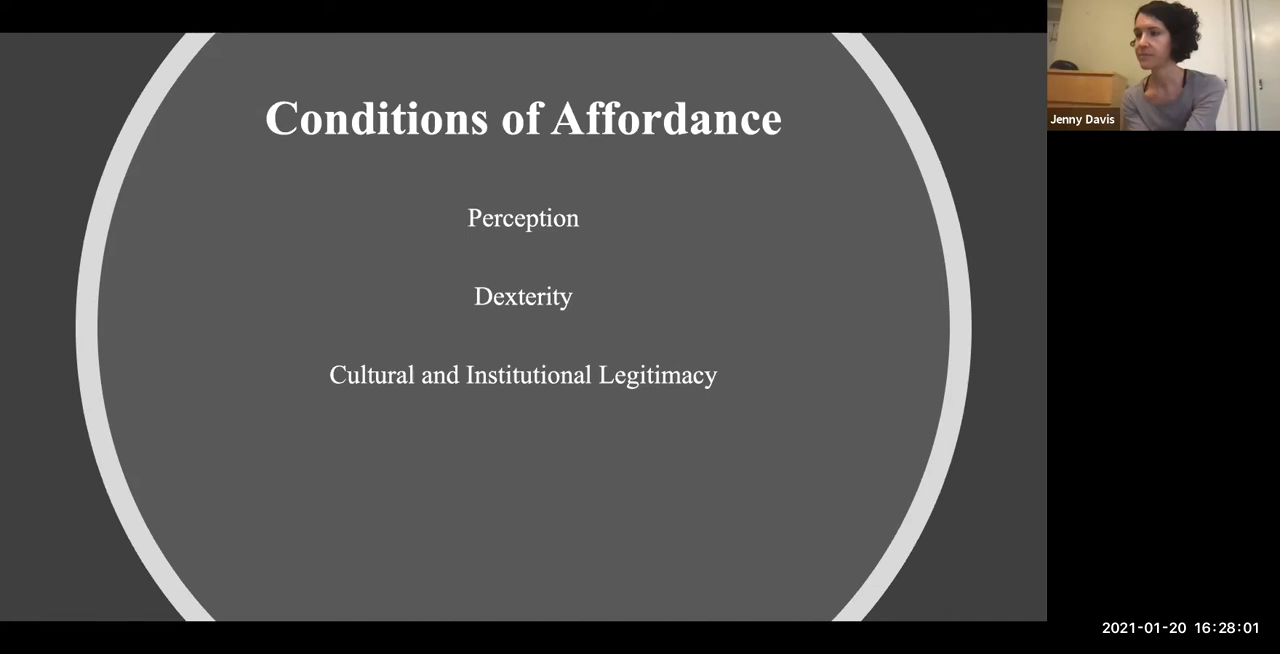 Conditions of Affordance
Perception
Dexterity
Cultural and Institutional Legitimacy
Jenny Davis
2021-01-20 16:28:01